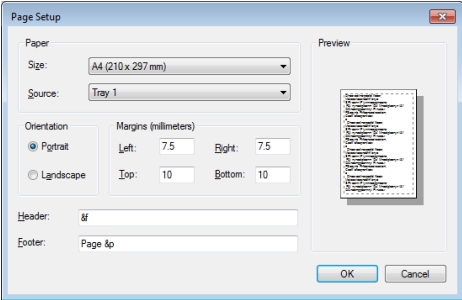 Page Setup
Paper
Size:
A4 (210 x 297 mm)
Source:
Tray 1
Preview
Orientation
Portrait
Landscape
Margins (millimeters)
Left: 7.5 Right: 7.5
Top: 10 Bottom: 10
Header: &f
Footer: Page &p
OK Cancel